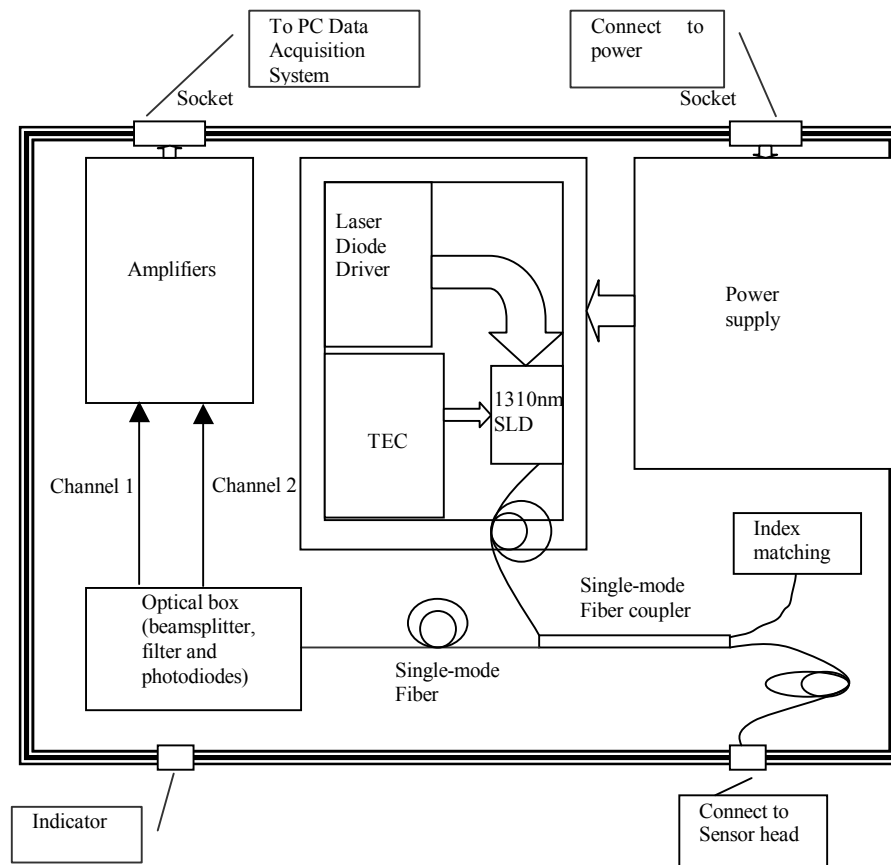 To PC Data
Acquisition
System
Connect to
power
Socket
Socket
Laser
Diode
Driver
Amplifiers
Power
supply
1310nm
SLD
TEC
Channel 1
Channel 2
Index
matching
Single-mode
Fiber coupler
Optical box
(beamsplitter,
filter and
photodiodes)
Single-mode
Fiber
Indicator
Connect to
Sensor head